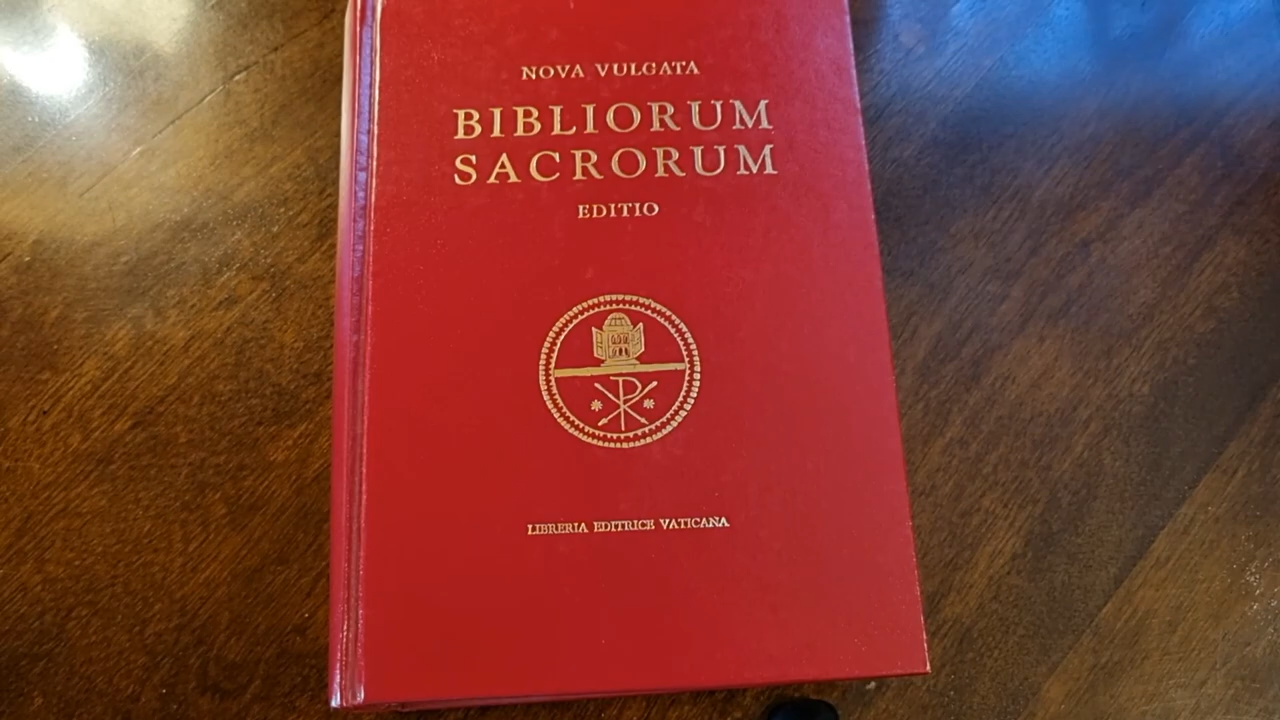 NOVA VULGATA
BIBLIORUM
SACRORUM
EDITIO
LIBRERIA EDITRICE VATICANA